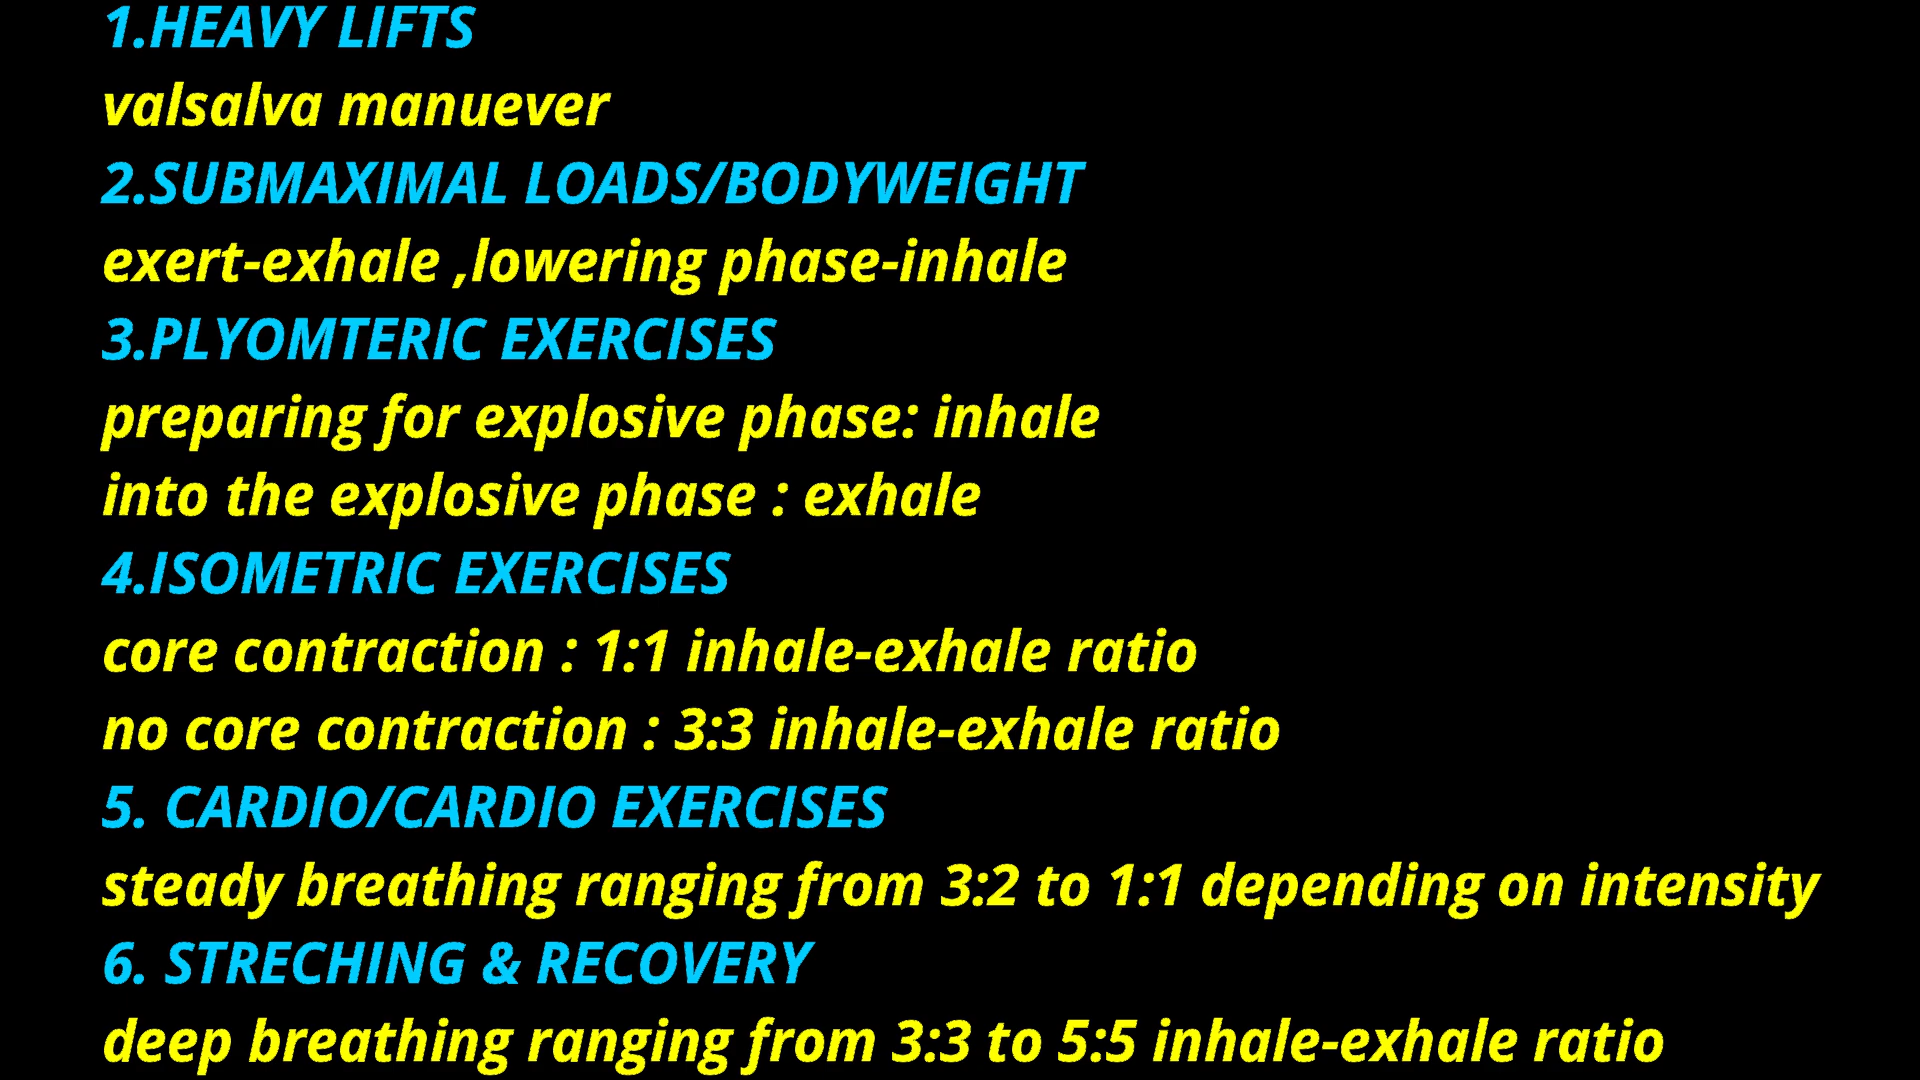 1.HEAVY LIFTS
valsalva manuever
2.SUBMAXIMAL LOADS/BODYWEIGHT
exert-exhale ,lowering phase-inhale
3.PLYOMTERIC EXERCISES
preparing for explosive phase: inhale
into the explosive phase : exhale
4.ISOMETRIC EXERCISES
core contraction : 1:1 inhale-exhale ratio
no core contraction : 3:3 inhale-exhale ratio
5. CARDIO/CARDIO EXERCISES
steady breathing ranging from 3:2 to 1:1 depending on intensity
6. STRECHING & RECOVERY
deep breathing ranging from 3:3 to 5:5 inhale-exhale ratio